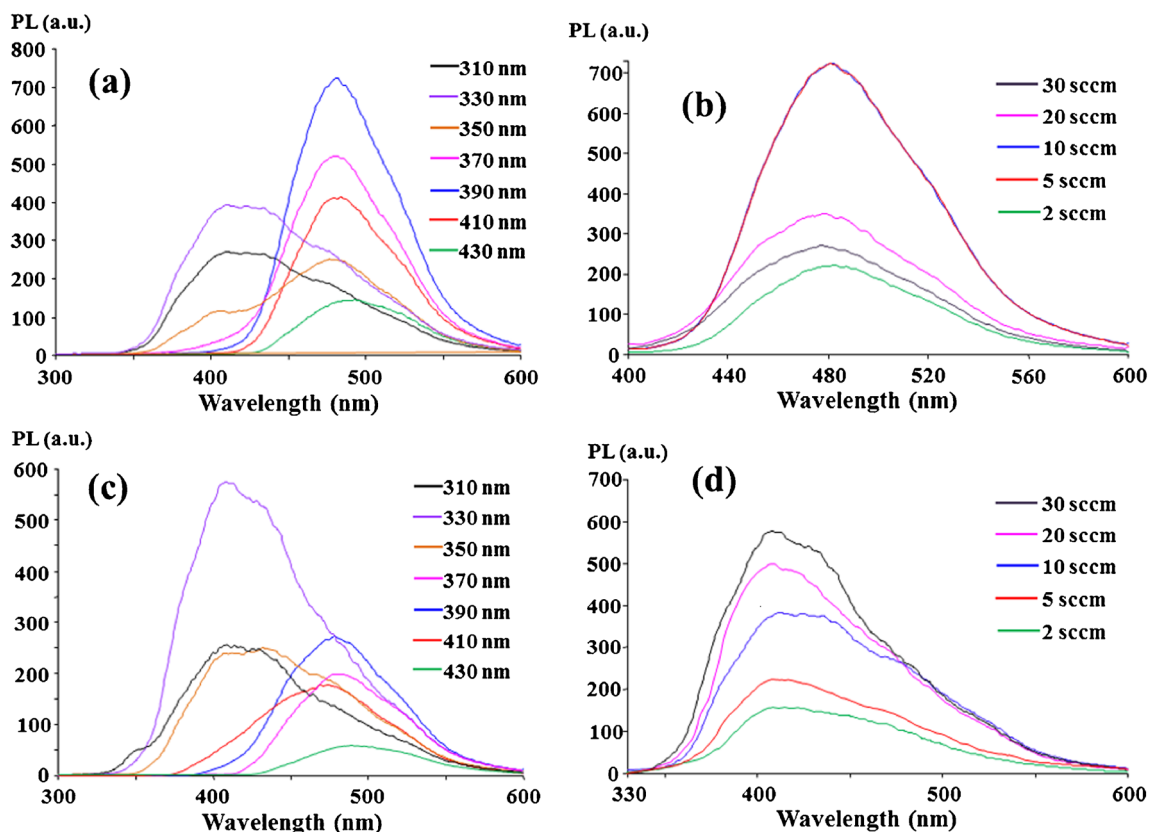 PL (a.u.)
(a)
800
700
600
500
400
300
200
100
0
300
400
500
600
Wavelength (nm)
310 nm
330 nm
350 nm
370 nm
390 nm
410 nm
430 nm
PL (a.u.)
(b)
700
600
500
400
300
200
100
0
400
440
480
520
560
600
Wavelength (nm)
30 sccm
20 sccm
10 sccm
5 sccm
2 sccm
PL (a.u.)
(c)
600
500
400
300
200
100
0
300
400
500
600
Wavelength (nm)
310 nm
330 nm
350 nm
370 nm
390 nm
410 nm
430 nm
PL (a.u.)
(d)
700
600
500
400
300
200
100
0
330
400
500
600
Wavelength (nm)
30 sccm
20 sccm
10 sccm
5 sccm
2 sccm